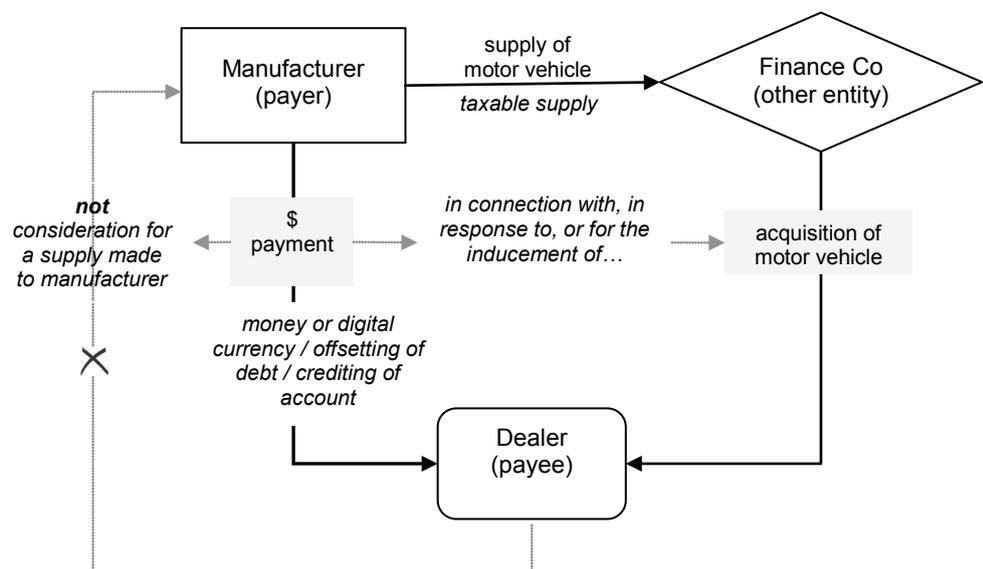 Manufacturer
(payer)
supply of
motor vehicle
taxable supply
Finance Co
(other entity)
not
consideration for
a supply made
to manufacturer
$
payment
in connection with, in
response to, or for the
inducement of…
acquisition of
motor vehicle
money or digital
currency / offsetting of
debt / crediting of
account
Dealer
(payee)